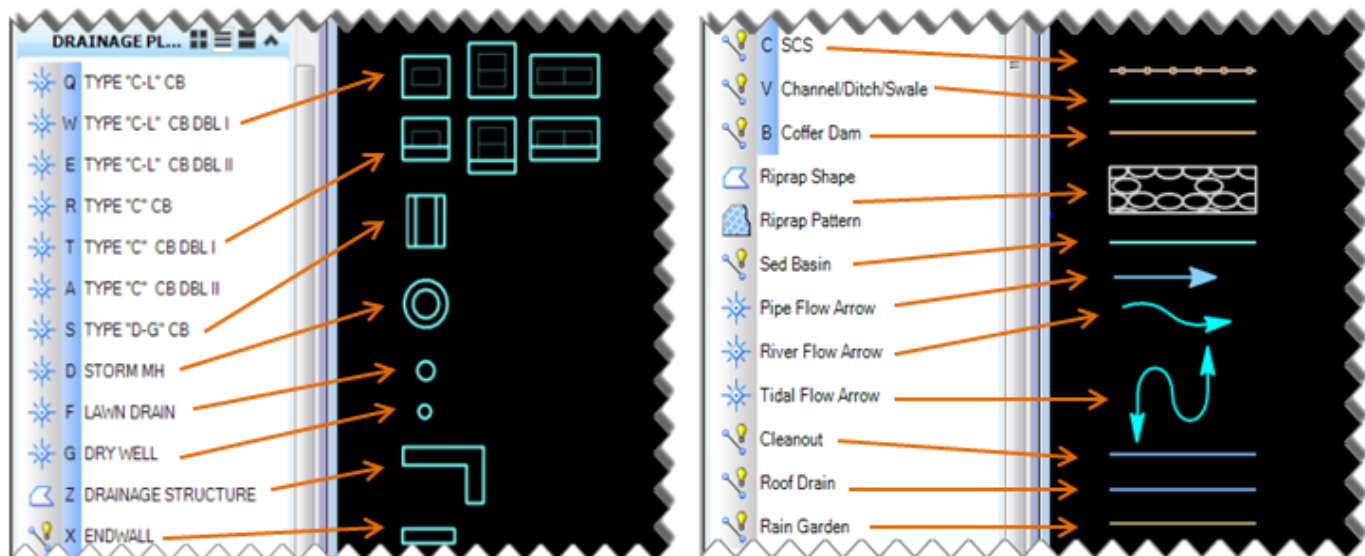 DRAINAGE PL...
Q TYPE "C-L" CB
W TYPE "C-L" CB DBL I
E TYPE "C-L" CB DBL II
R TYPE "C" CB
T TYPE "C" CB DBL I
A TYPE "C" CB DBL II
S TYPE "D-G" CB
D STORM MH
F LAWN DRAIN
G DRY WELL
Z DRAINAGE STRUCTURE
X ENDWALL
C SCS
V Channel/Ditch/Swale
B Coffer Dam
Riprap Shape
Riprap Pattern
Sed Basin
Pipe Flow Arrow
River Flow Arrow
Tidal Flow Arrow
Cleanout
Roof Drain
Rain Garden